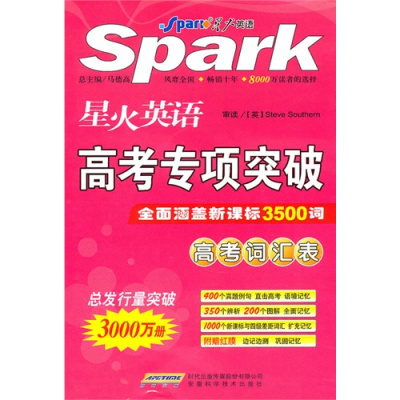 Spark星火英语
Spark
总主编/马德高
风靡全国·畅销十年·8000万读者的选择
星火英语
审读/[英]Steve Southern
高考专项突破
全面涵盖新课标3500词
高考词汇表
总发行量突破
3000万册
400个真题例句 直击高考 语境记忆
350个辨析 200个图解 全面记忆
1000个新课标与四级差距词汇 扩充记忆
附赠红膜 边记边测 巩固记忆
APTIME
时代出版
时代出版传媒股份有限公司
安徽科学技术出版社